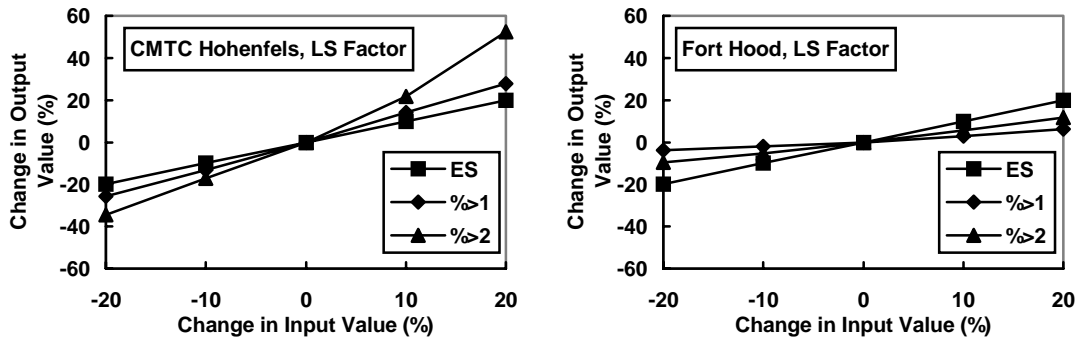 CMTC Hohenfels, LS Factor
Change in Output
Value (%)
60
40
20
0
-20
-40
-60
ES
%>1
%>2
-20 -10 0 10 20
Change in Input Value (%)
Fort Hood, LS Factor
Change in Output
Value (%)
60
40
20
0
-20
-40
-60
ES
%>1
%>2
-20 -10 0 10 20
Change in Input Value (%)